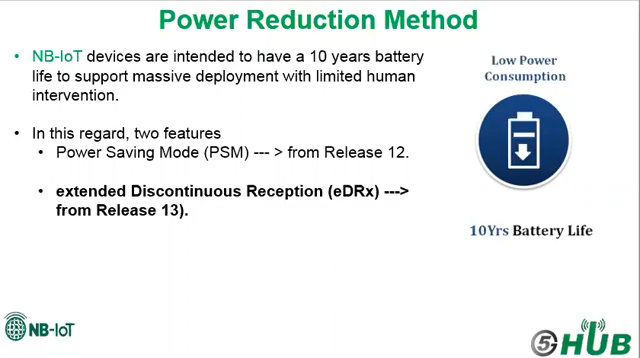 Power Reduction Method
• NB-IoT devices are intended to have a 10 years battery
life to support massive deployment with limited human
intervention.
• In this regard, two features
• Power Saving Mode (PSM) --- > from Release 12.
• extended Discontinuous Reception (eDRx) --->
from Release 13).
Low Power
Consumption
10Yrs Battery Life
NB-IoT
5G HUB